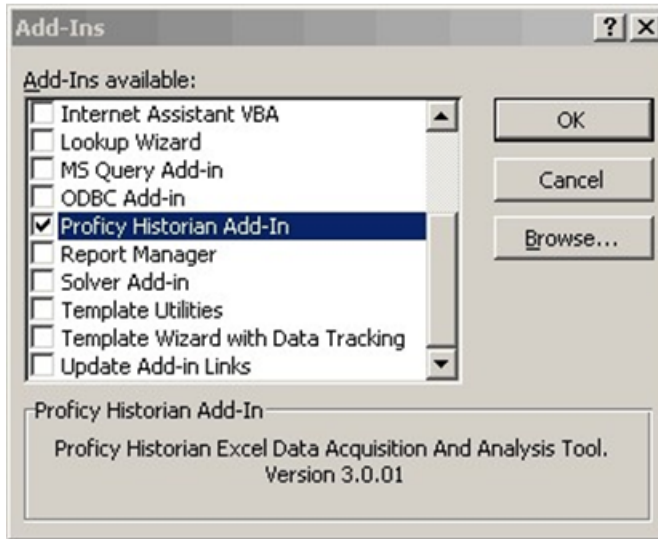 Add-Ins
Add-Ins available:
Internet Assistant VBA
Lookup Wizard
MS Query Add-in
ODBC Add-in
Proficy Historian Add-In
Report Manager
Solver Add-in
Template Utilities
Template Wizard with Data Tracking
Update Add-in Links
OK
Cancel
Browse...
Proficy Historian Add-In
Proficy Historian Excel Data Acquisition And Analysis Tool.
Version 3.0.01